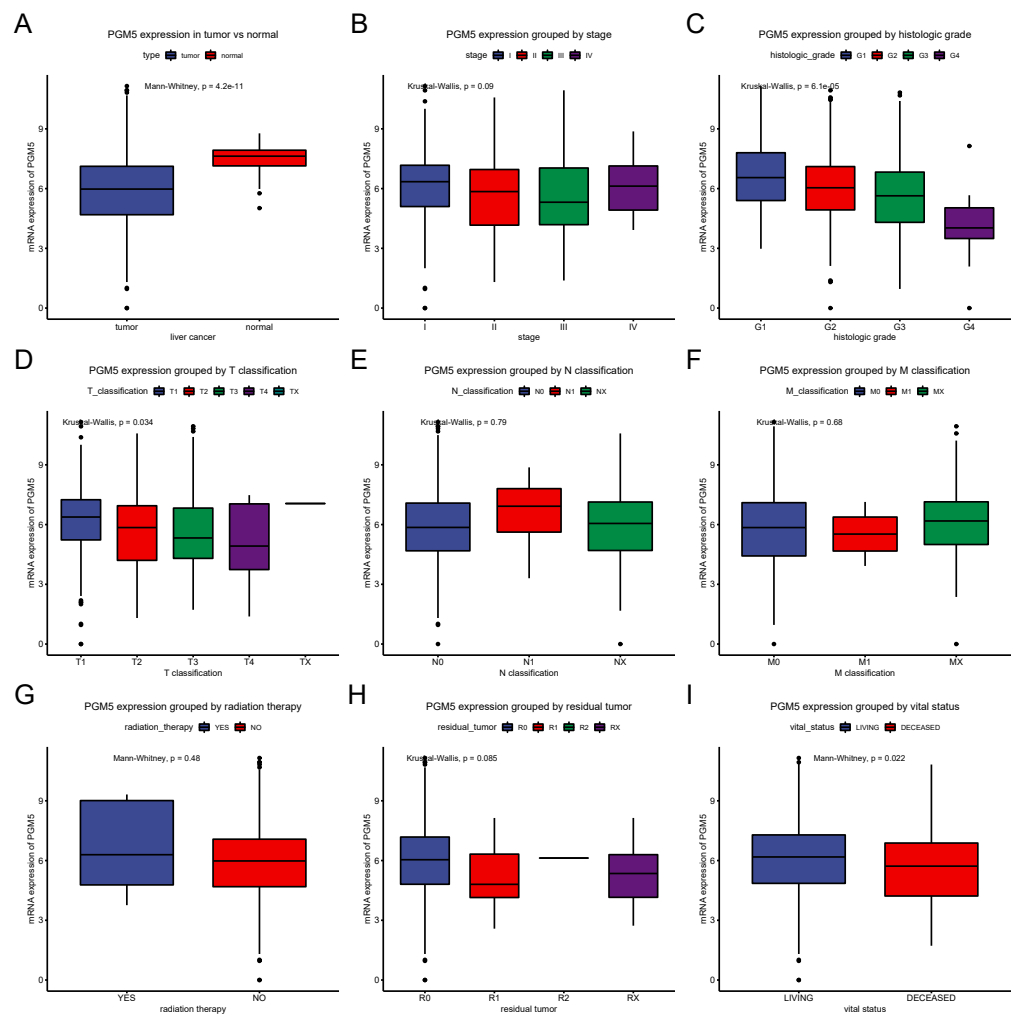 A
PGM5 expression in tumor vs normal
type tumor normal
Mann-Whitney, p = 4.2e-11
mRNA expression of PGM5
9
6
3
0
tumor normal
liver cancer
B
PGM5 expression grouped by stage
stage I II III IV
Kruskal-Wallis, p = 0.09
mRNA expression of PGM5
9
6
3
0
I II III IV
stage
C
PGM5 expression grouped by histologic grade
histologic_grade G1 G2 G3 G4
Kruskal-Wallis, p = 6.1e-05
mRNA expression of PGM5
9
6
3
0
G1 G2 G3 G4
histologic grade
D
PGM5 expression grouped by T classification
T_classification T1 T2 T3 T4 TX
Kruskal-Wallis, p = 0.034
mRNA expression of PGM5
9
6
3
0
T1 T2 T3 T4 TX
T classification
E
PGM5 expression grouped by N classification
N_classification N0 N1 NX
Kruskal-Wallis, p = 0.79
mRNA expression of PGM5
9
6
3
0
N0 N1 NX
N classification
F
PGM5 expression grouped by M classification
M_classification M0 M1 MX
Kruskal-Wallis, p = 0.68
mRNA expression of PGM5
9
6
3
0
M0 M1 MX
M classification
G
PGM5 expression grouped by radiation therapy
radiation_therapy YES NO
Mann-Whitney, p = 0.48
mRNA expression of PGM5
9
6
3
0
YES NO
radiation therapy
H
PGM5 expression grouped by residual tumor
residual_tumor R0 R1 R2 RX
Kruskal-Wallis, p = 0.085
mRNA expression of PGM5
9
6
3
0
R0 R1 R2 RX
residual tumor
I
PGM5 expression grouped by vital status
vital_status LIVING DECEASED
Mann-Whitney, p = 0.022
mRNA expression of PGM5
9
6
3
0
LIVING DECEASED
vital status